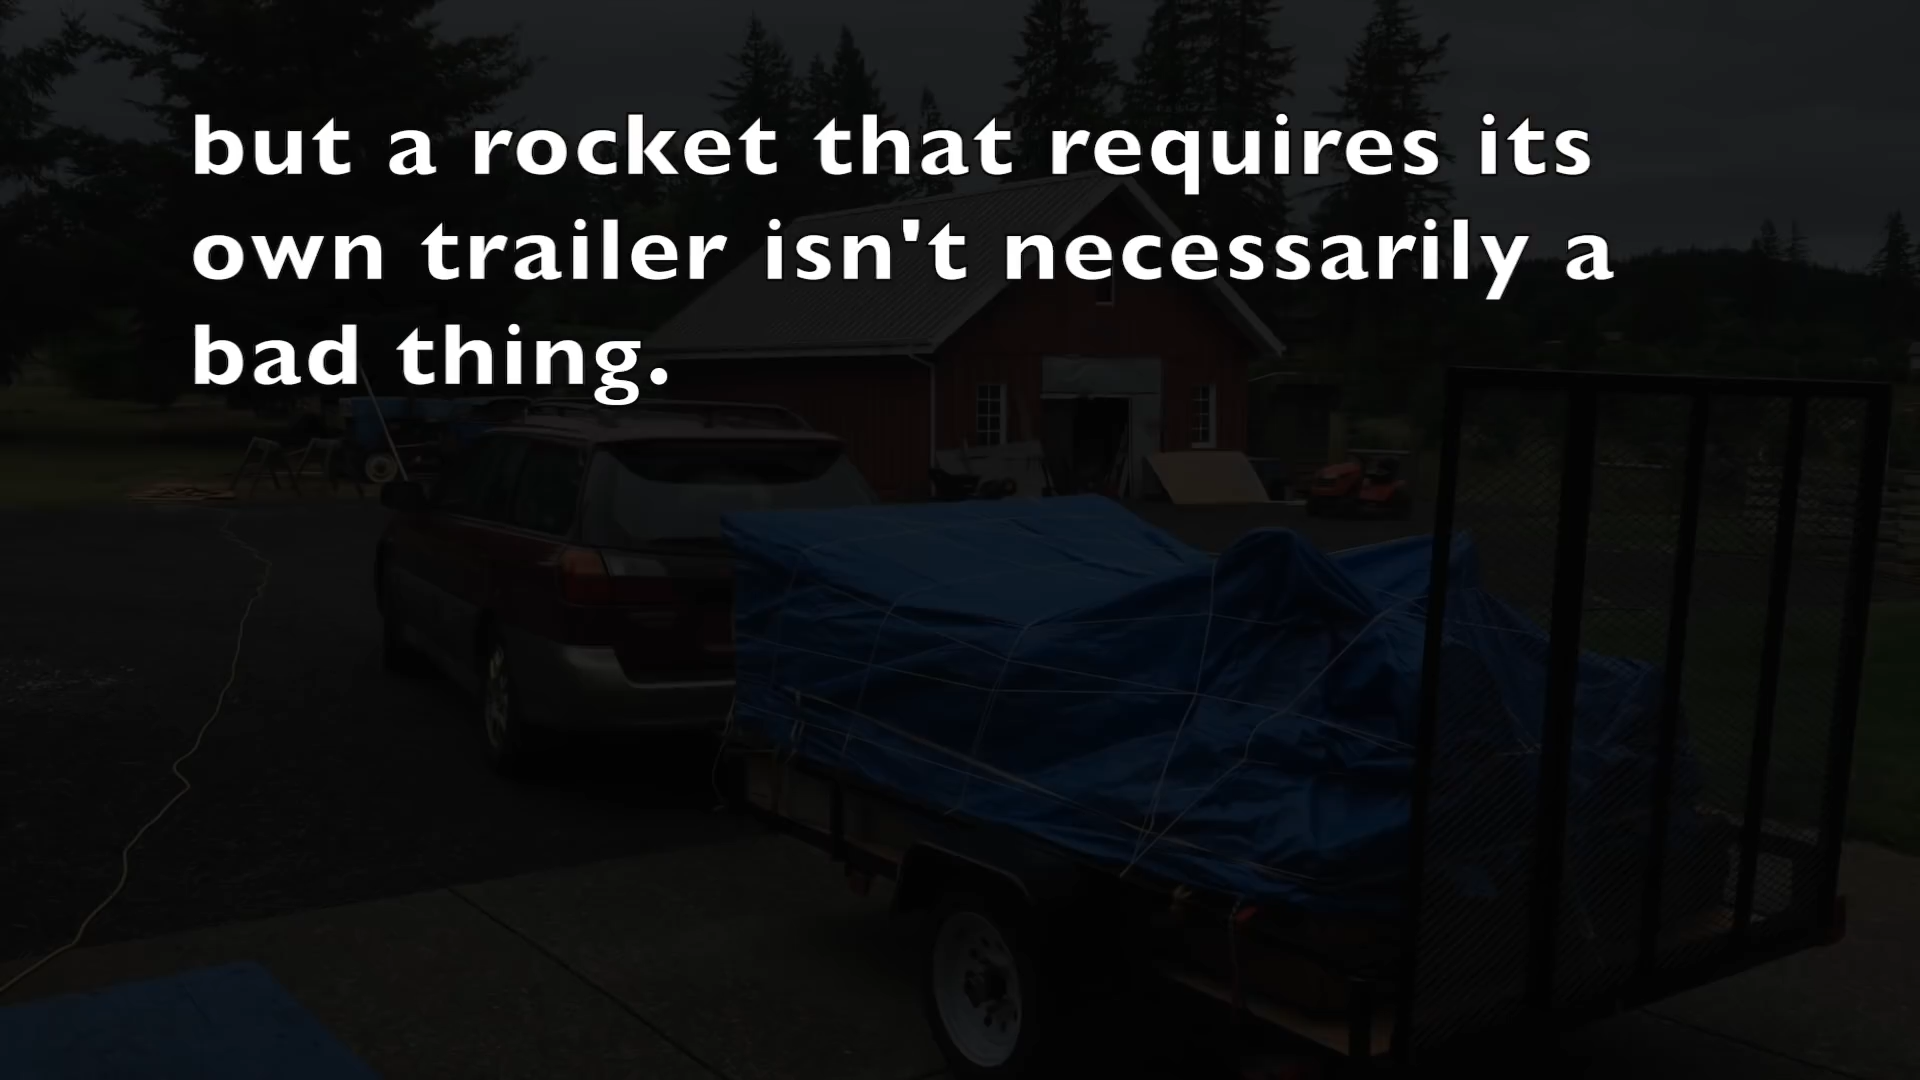 but a rocket that requires its
own trailer isn't necessarily a
bad thing.